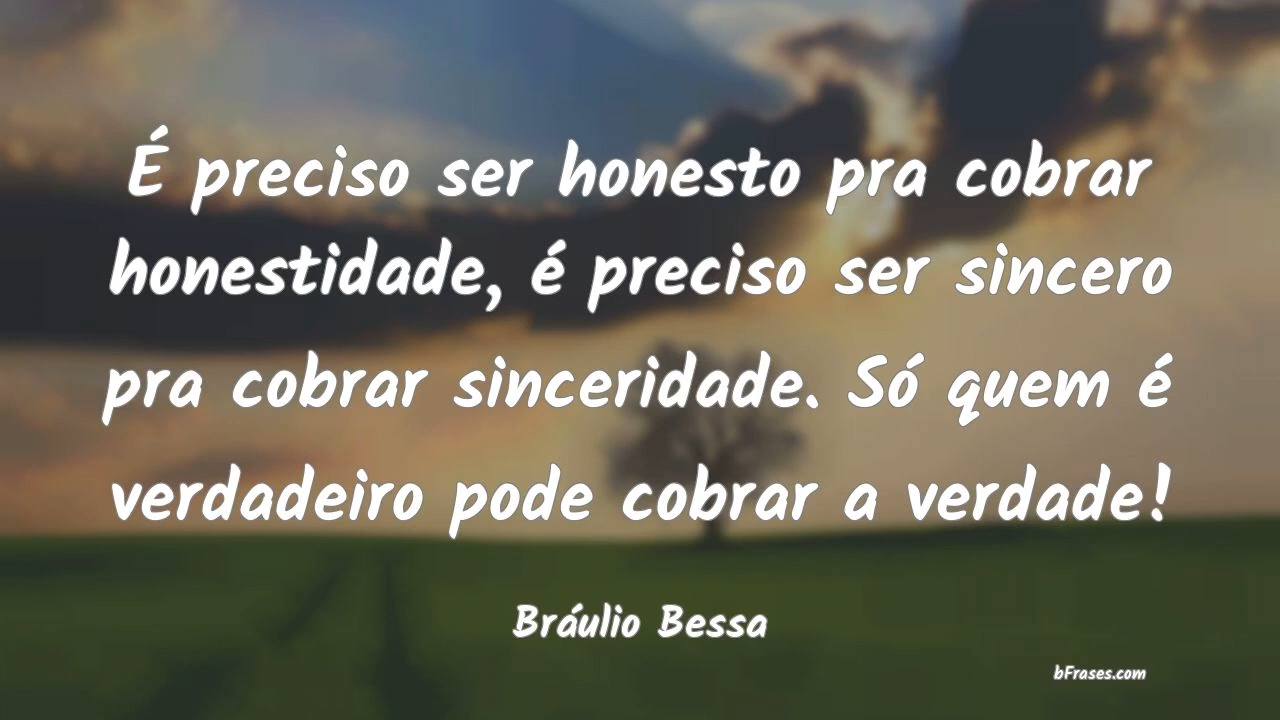 É preciso ser honesto pra cobrar
honestidade, é preciso ser sincero
pra cobrar sinceridade. Só quem é
verdadeiro pode cobrar a verdade!
Bráulio Bessa
bFrases.com